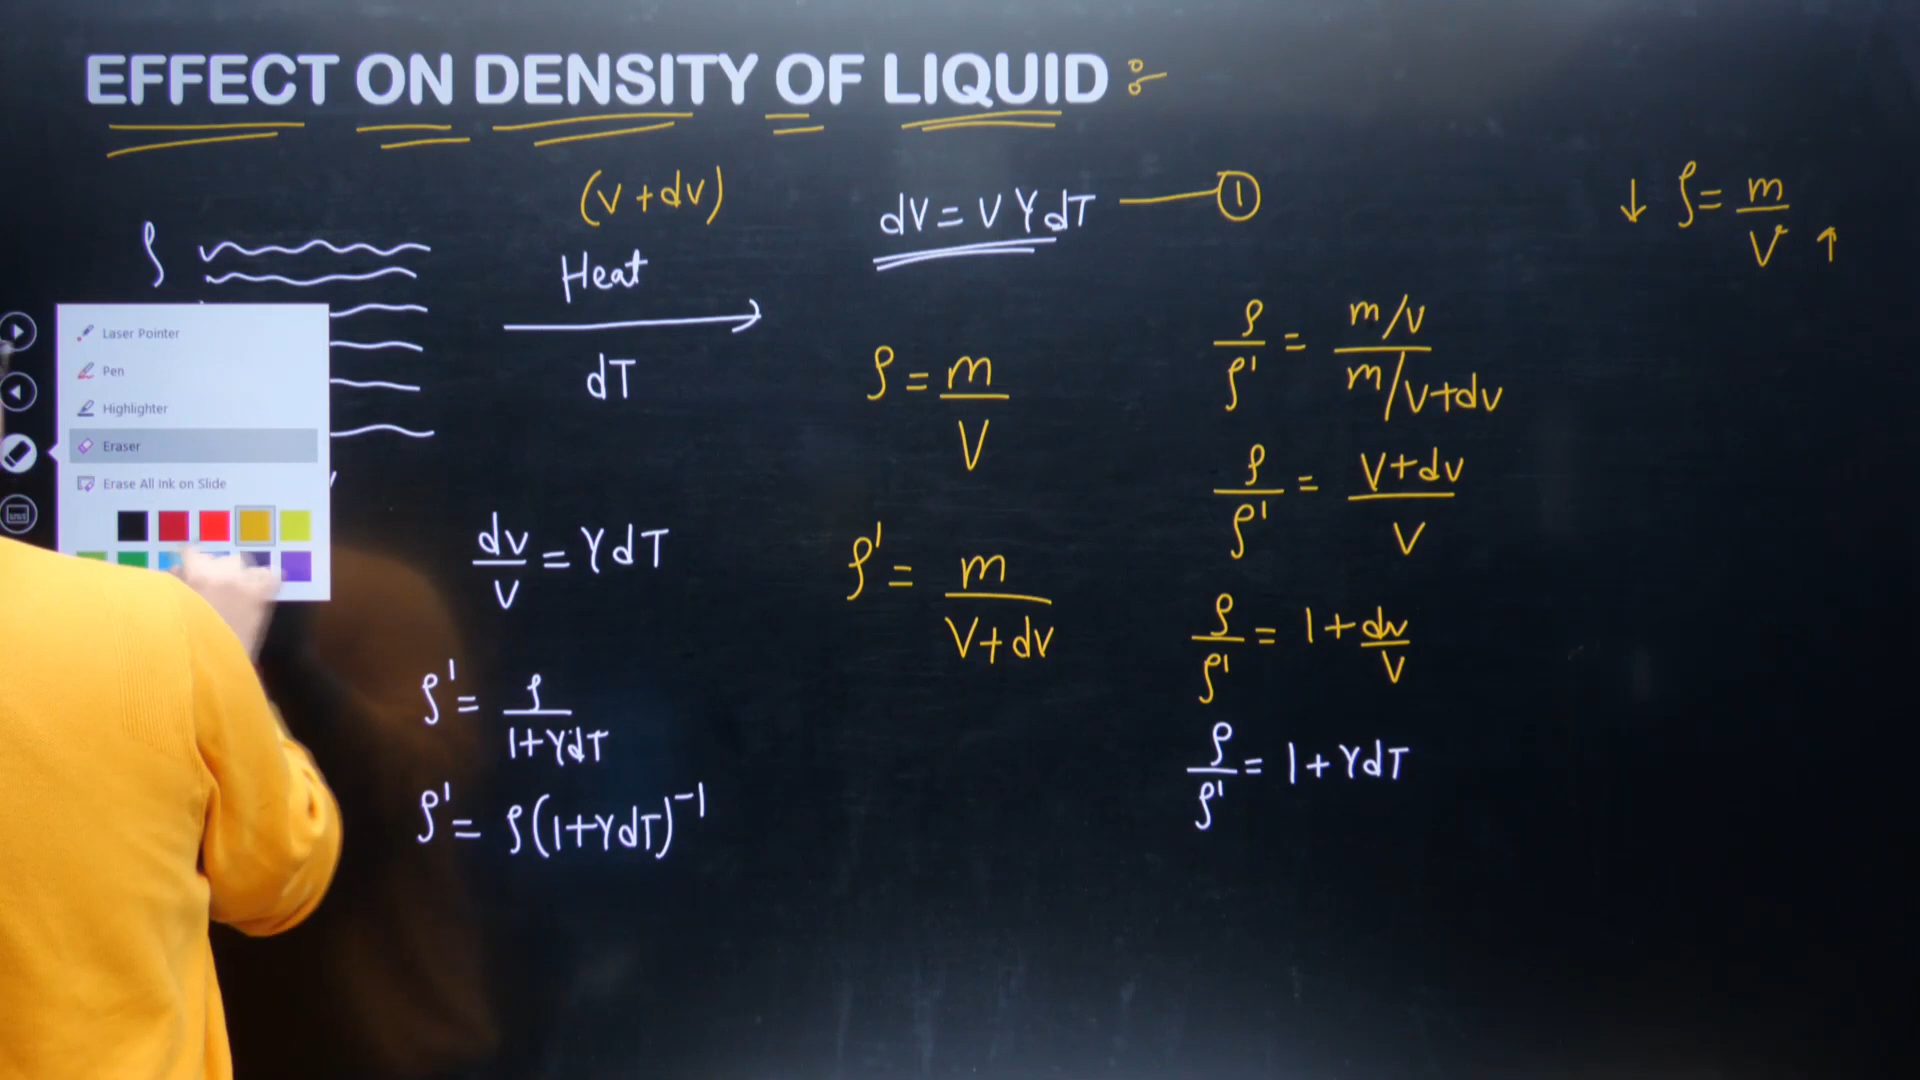 EFFECT ON DENSITY OF LIQUID :-
(V + dv)
dV = V γ dT — ①
↓ ρ = m / V ↑
ρ
Heat
dT
Laser Pointer
Pen
Highlighter
Eraser
Erase All Ink on Slide
dv / V = γ dT
ρ' = ρ / 1+γdT
ρ' = ρ(1+γdT)⁻¹
ρ = m / V
ρ' = m / V+dv
ρ / ρ' = m/V / m/V+dv
ρ / ρ' = V+dv / V
ρ / ρ' = 1 + dv / V
ρ / ρ' = 1 + γdT